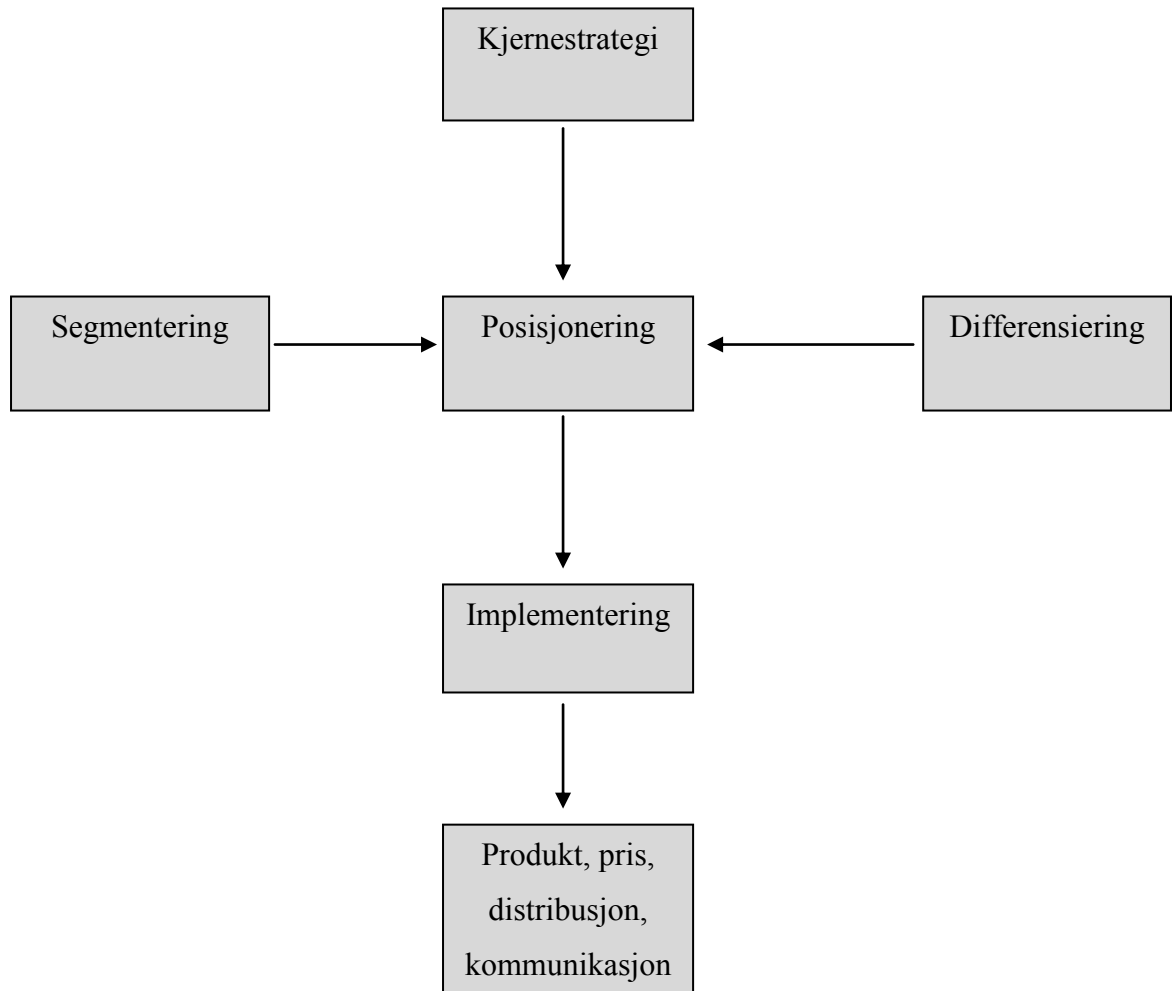 Kjernestrategi
Segmentering
Posisjonering
Differensiering
Implementering
Produkt, pris,
distribusjon,
kommunikasjon